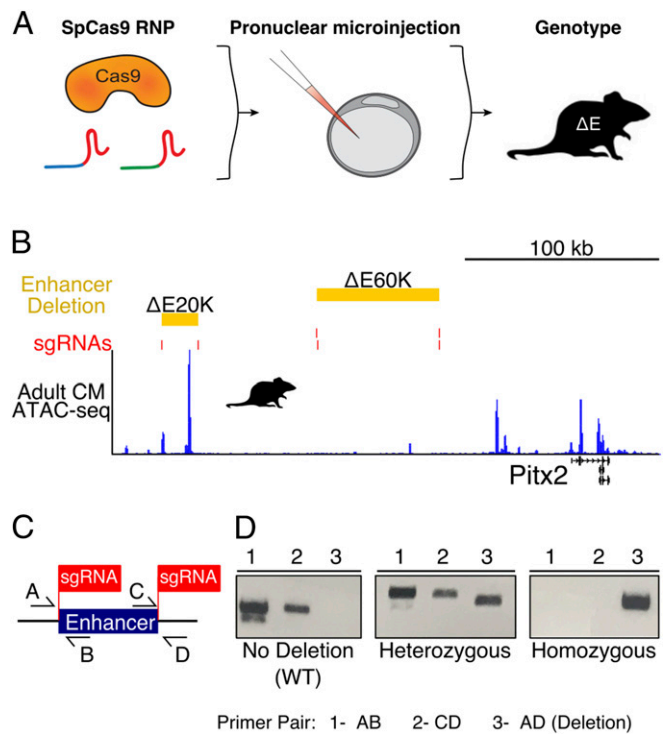 A
SpCas9 RNP
Pronuclear microinjection
Genotype
Cas9
ΔE
B
100 kb
Enhancer
Deletion
ΔE20K
ΔE60K
sgRNAs
Adult CM
ATAC-seq
Pitx2
C
D
sgRNA
sgRNA
A
C
Enhancer
B
D
1 2 3
1 2 3
1 2 3
No Deletion
(WT)
Heterozygous
Homozygous
Primer Pair: 1- AB 2- CD 3- AD (Deletion)